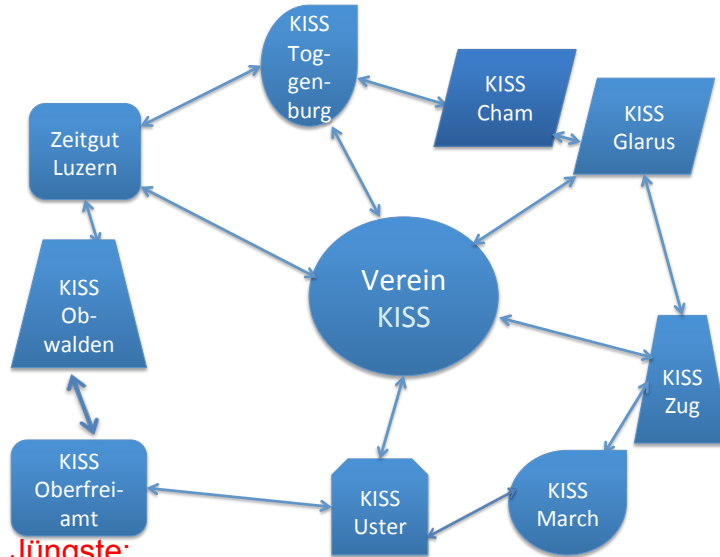 KISS
Tog-
gen-
burg
KISS
Cham
KISS
Glarus
Zeitgut
Luzern
Verein
KISS
KISS
Ob-
walden
KISS
Zug
KISS
Oberfrei-
amt
KISS
Uster
KISS
March
Jüngste: